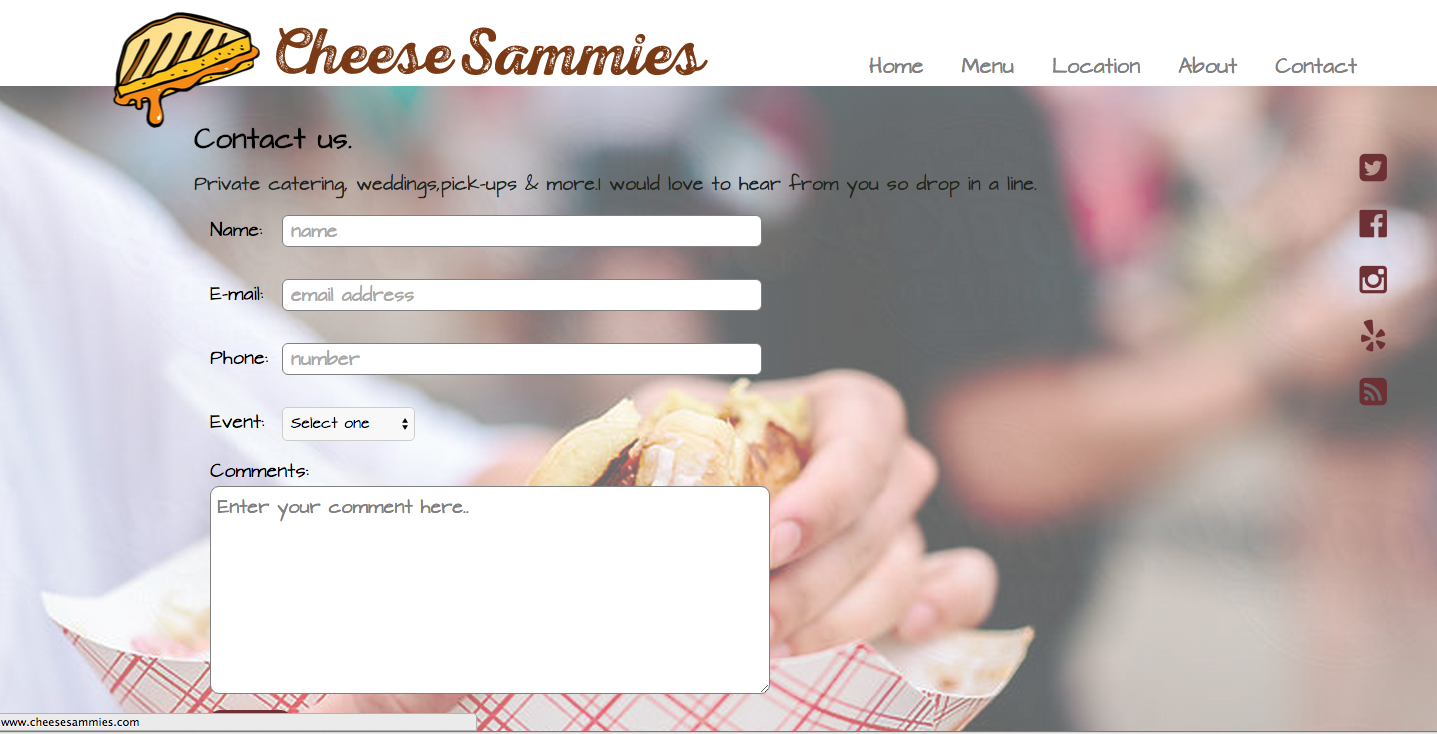 Cheese Sammies
Home Menu Location About Contact
Contact us.
Private catering, weddings,pick-ups & more.I would love to hear from you so drop in a line.
Name: name
E-mail: email address
Phone: number
Event: Select one
Comments:
Enter your comment here..
www.cheesesammies.com